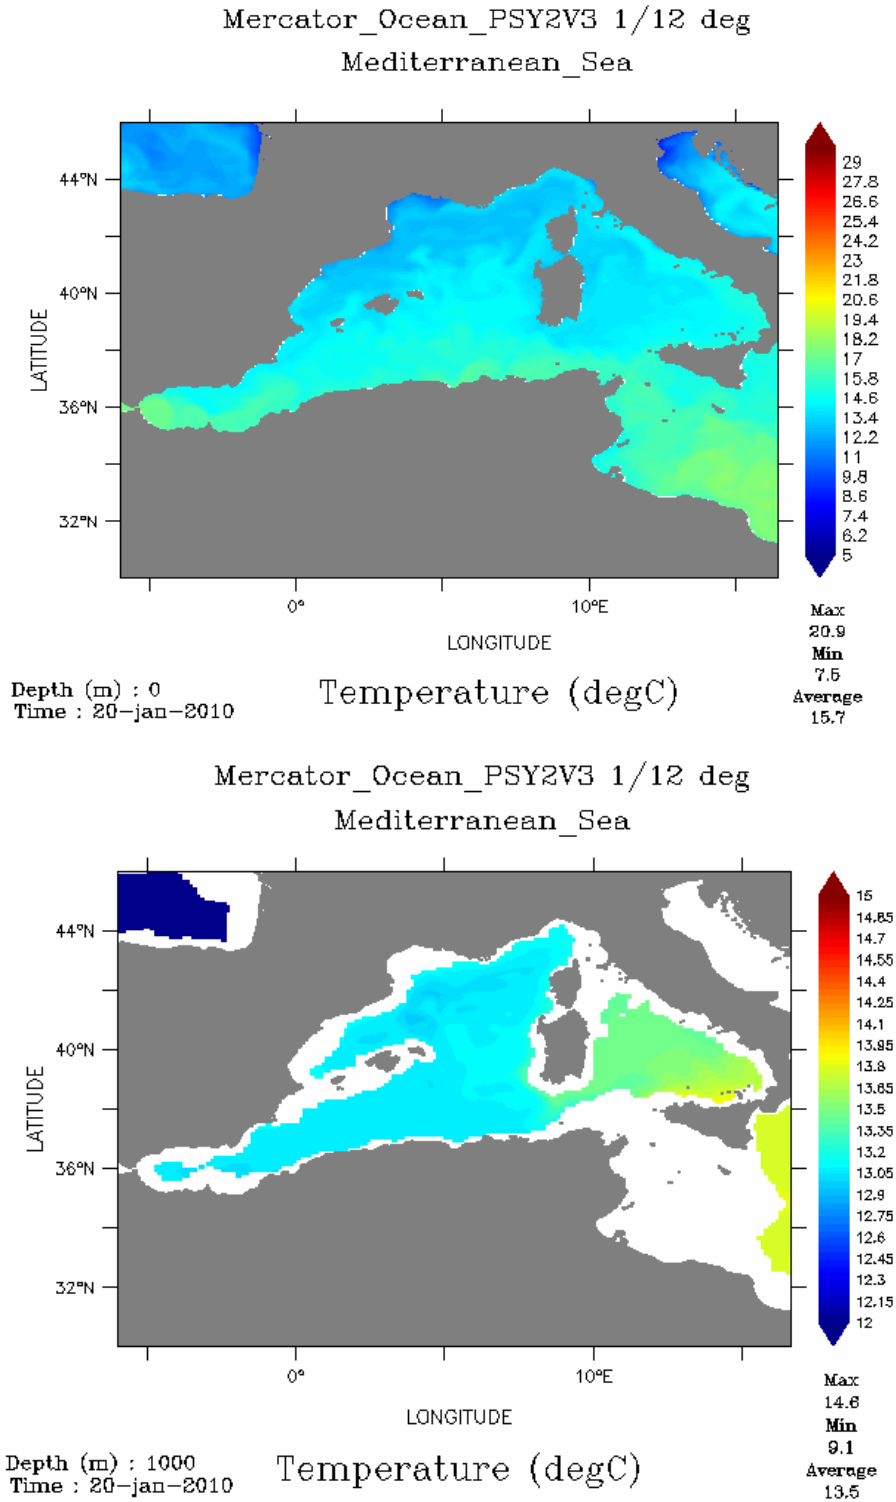 Mercator_Ocean_PSY2V3 1/12 deg
Mediterranean_Sea
44°N
40°N
36°N
32°N
LATITUDE
0°
10°E
LONGITUDE
29
27.8
26.6
25.4
24.2
23
21.8
20.6
19.4
18.2
17
15.8
14.6
13.4
12.2
11
9.8
8.6
7.4
6.2
5
Max
20.9
Min
7.5
Average
15.7
Depth (m) : 0
Time : 20-jan-2010
Temperature (degC)
Mercator_Ocean_PSY2V3 1/12 deg
Mediterranean_Sea
44°N
40°N
36°N
32°N
LATITUDE
0°
10°E
LONGITUDE
15
14.85
14.7
14.55
14.4
14.25
14.1
13.95
13.8
13.65
13.5
13.35
13.2
13.05
12.9
12.75
12.6
12.45
12.3
12.15
12
Max
14.6
Min
9.1
Average
13.5
Depth (m) : 1000
Time : 20-jan-2010
Temperature (degC)